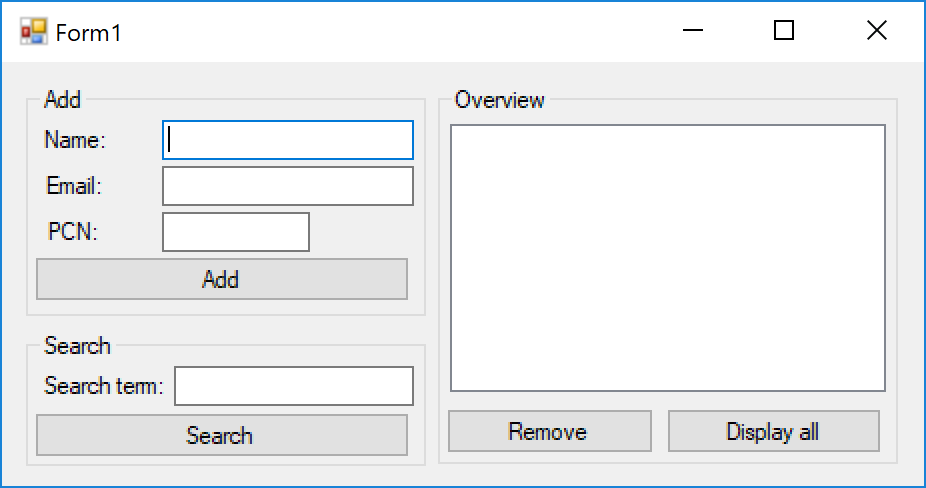 Form1
Add
Name:
Email:
PCN:
Add
Search
Search term:
Search
Overview
Remove
Display all